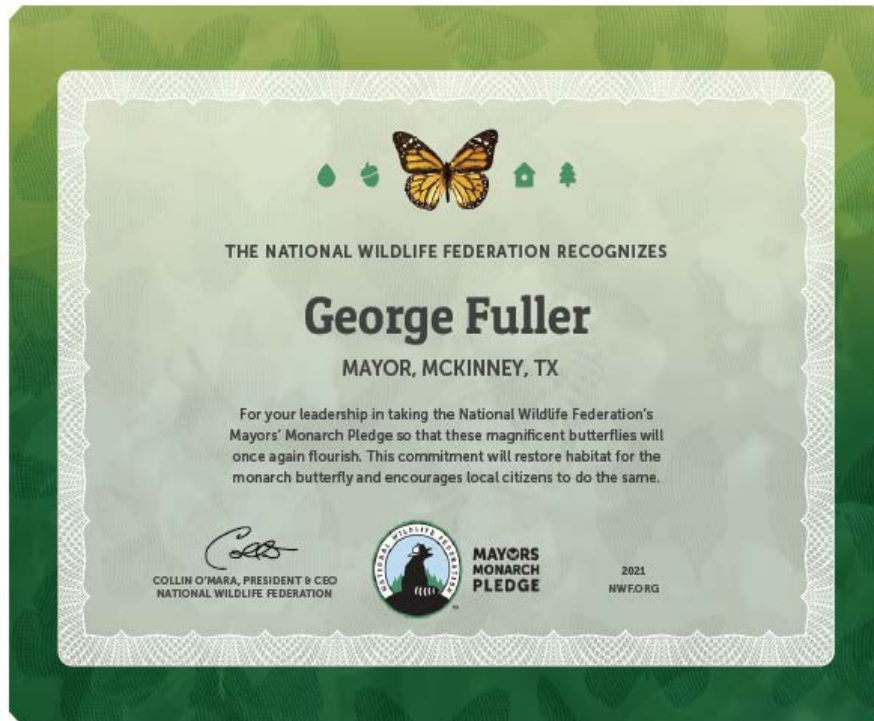 THE NATIONAL WILDLIFE FEDERATION RECOGNIZES
George Fuller
MAYOR, MCKINNEY, TX
For your leadership in taking the National Wildlife Federation's
Mayors' Monarch Pledge so that these magnificent butterflies will
once again flourish. This commitment will restore habitat for the
monarch butterfly and encourages local citizens to do the same.
COLLIN O'MARA, PRESIDENT & CEO
NATIONAL WILDLIFE FEDERATION
NATIONAL WILDLIFE FEDERATION
™
MAYORS
MONARCH
PLEDGE
2021
NWF.ORG